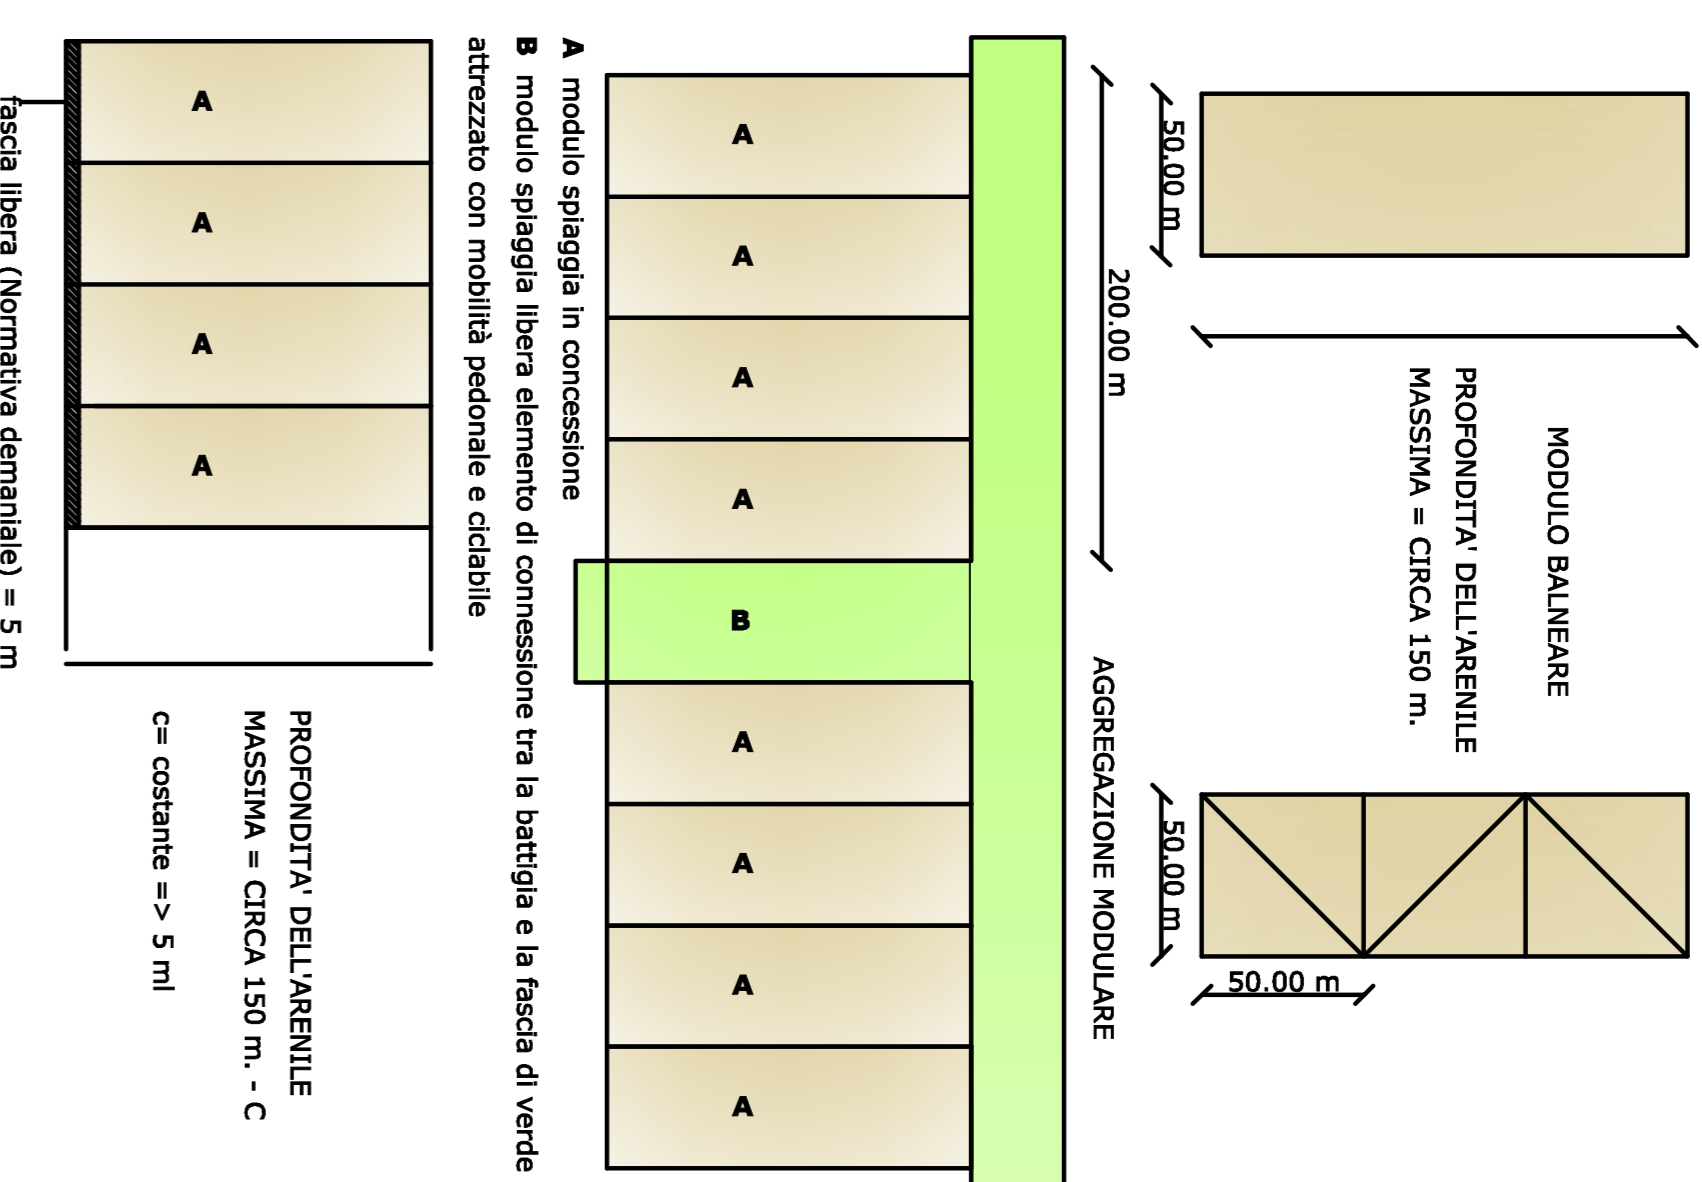 MODULO BALNEARE
PROFONDITA' DELL'ARENILE
MASSIMA = CIRCA 150 m.
50.00 m
50.00 m
50.00 m
200.00 m
AGGREGAZIONE MODULARE
A A A A B A A A A
A modulo spiaggia in concessione
B modulo spiaggia libera elemento di connessione tra la battigia e la fascia di verde
attrezzato con mobilità pedonale e ciclabile
PROFONDITA' DELL'ARENILE
MASSIMA = CIRCA 150 m. - C
A A A A
c= costante => 5 ml
fascia libera (Normativa demaniale) = 5 m